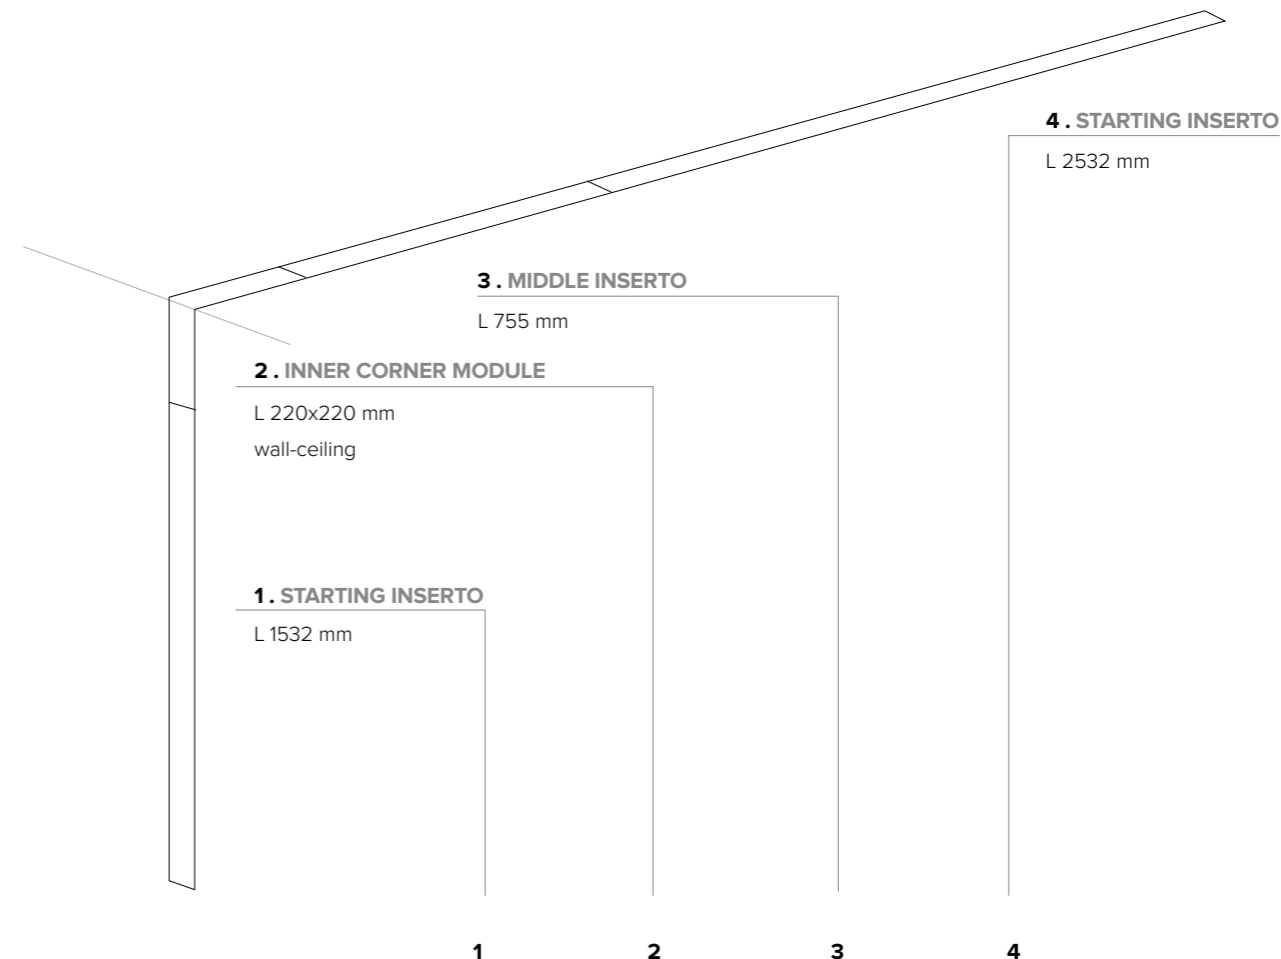 4 . STARTING INSERTO
L 2532 mm
3 . MIDDLE INSERTO
L 755 mm
2 . INNER CORNER MODULE
L 220x220 mm
wall-ceiling
1 . STARTING INSERTO
L 1532 mm
1 2 3 4